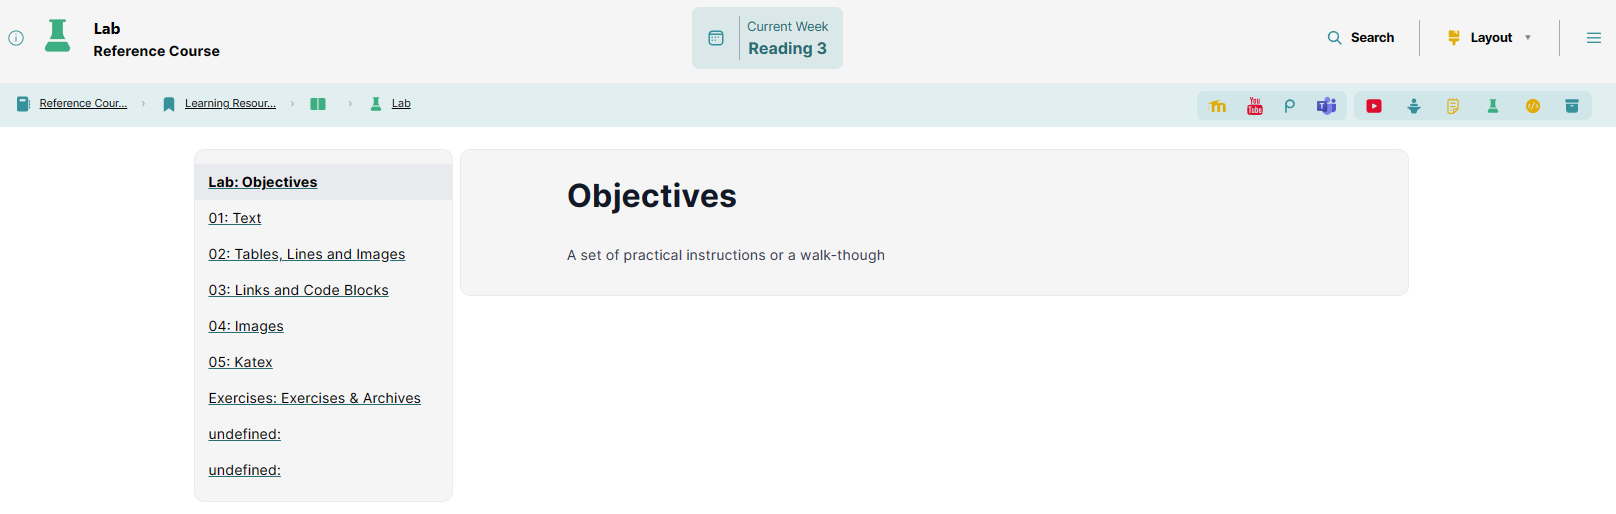 Lab
Reference Course
Current Week
Reading 3
Search
Layout
Reference Cour...
Learning Resour...
Lab
You
Tube
Lab: Objectives
01: Text
02: Tables, Lines and Images
03: Links and Code Blocks
04: Images
05: Katex
Exercises: Exercises & Archives
undefined:
undefined:
Objectives
A set of practical instructions or a walk-though